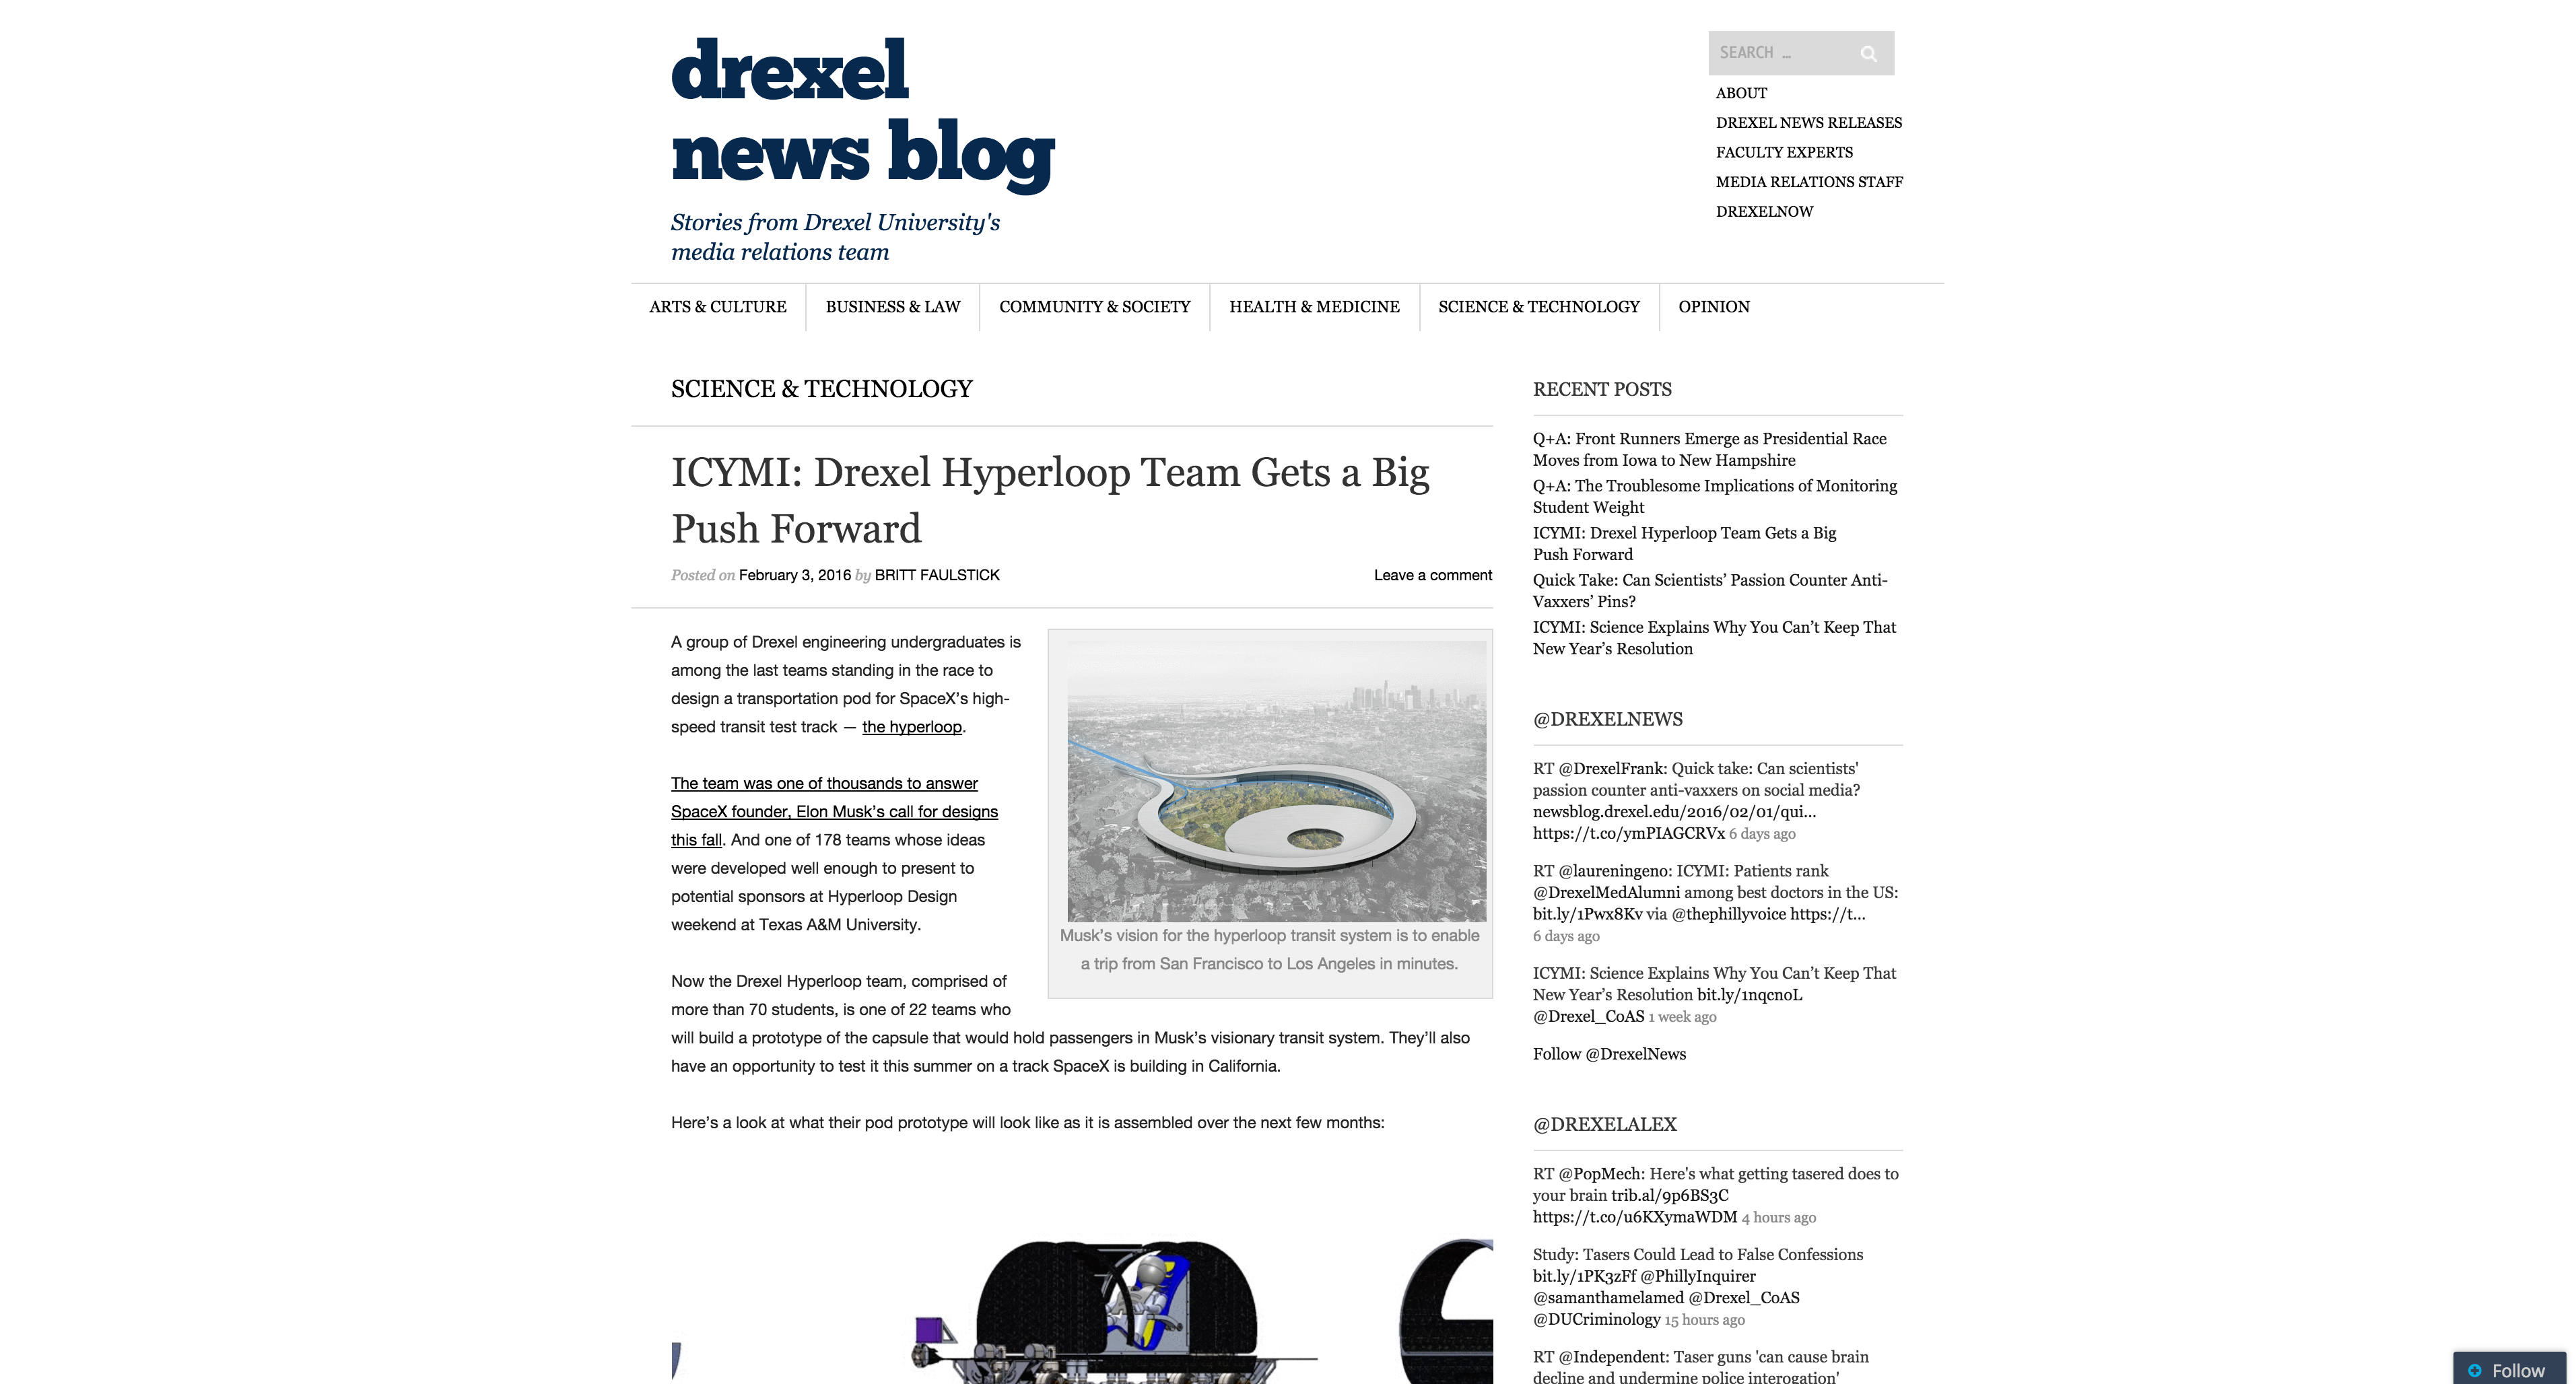 drexel
news blog
Stories from Drexel University's
media relations team
SEARCH ...
ABOUT
DREXEL NEWS RELEASES
FACULTY EXPERTS
MEDIA RELATIONS STAFF
DREXELNOW
ARTS & CULTURE
BUSINESS & LAW
COMMUNITY & SOCIETY
HEALTH & MEDICINE
SCIENCE & TECHNOLOGY
OPINION
SCIENCE & TECHNOLOGY
ICYMI: Drexel Hyperloop Team Gets a Big
Push Forward
Posted on February 3, 2016 by BRITT FAULSTICK
Leave a comment
A group of Drexel engineering undergraduates is
among the last teams standing in the race to
design a transportation pod for SpaceX’s high-
speed transit test track — the hyperloop.
The team was one of thousands to answer
SpaceX founder, Elon Musk’s call for designs
this fall. And one of 178 teams whose ideas
were developed well enough to present to
potential sponsors at Hyperloop Design
weekend at Texas A&M University.
Musk’s vision for the hyperloop transit system is to enable
a trip from San Francisco to Los Angeles in minutes.
Now the Drexel Hyperloop team, comprised of
more than 70 students, is one of 22 teams who
will build a prototype of the capsule that would hold passengers in Musk’s visionary transit system. They’ll also
have an opportunity to test it this summer on a track SpaceX is building in California.
Here’s a look at what their pod prototype will look like as it is assembled over the next few months:
RECENT POSTS
Q+A: Front Runners Emerge as Presidential Race
Moves from Iowa to New Hampshire
Q+A: The Troublesome Implications of Monitoring
Student Weight
ICYMI: Drexel Hyperloop Team Gets a Big
Push Forward
Quick Take: Can Scientists’ Passion Counter Anti-
Vaxxers’ Pins?
ICYMI: Science Explains Why You Can’t Keep That
New Year’s Resolution
@DREXELNEWS
RT @DrexelFrank: Quick take: Can scientists'
passion counter anti-vaxxers on social media?
newsblog.drexel.edu/2016/02/01/qui…
https://t.co/ymPIAGCRVx 6 days ago
RT @laureningeno: ICYMI: Patients rank
@DrexelMedAlumni among best doctors in the US:
bit.ly/1Pwx8Kv via @thephillyvoice https://t…
6 days ago
ICYMI: Science Explains Why You Can’t Keep That
New Year’s Resolution bit.ly/1nqcnoL
@Drexel_CoAS 1 week ago
Follow @DrexelNews
@DREXELALEX
RT @PopMech: Here's what getting tasered does to
your brain trib.al/9p6BS3C
https://t.co/u6KXymaWDM 4 hours ago
Study: Tasers Could Lead to False Confessions
bit.ly/1PK3zFf @PhillyInquirer
@samanthamelamed @Drexel_CoAS
@DUCriminology 15 hours ago
RT @Independent: Taser guns 'can cause brain
decline and undermine police interogation'
Follow